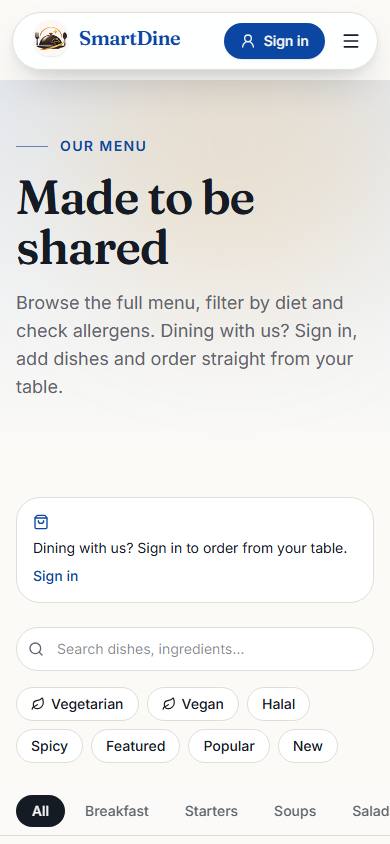 SmartDine
Sign in
OUR MENU
Made to be
shared
Browse the full menu, filter by diet and
check allergens. Dining with us? Sign in,
add dishes and order straight from your
table.
Dining with us? Sign in to order from your table.
Sign in
Search dishes, ingredients...
Vegetarian Vegan Halal
Spicy Featured Popular New
All Breakfast Starters Soups Salad